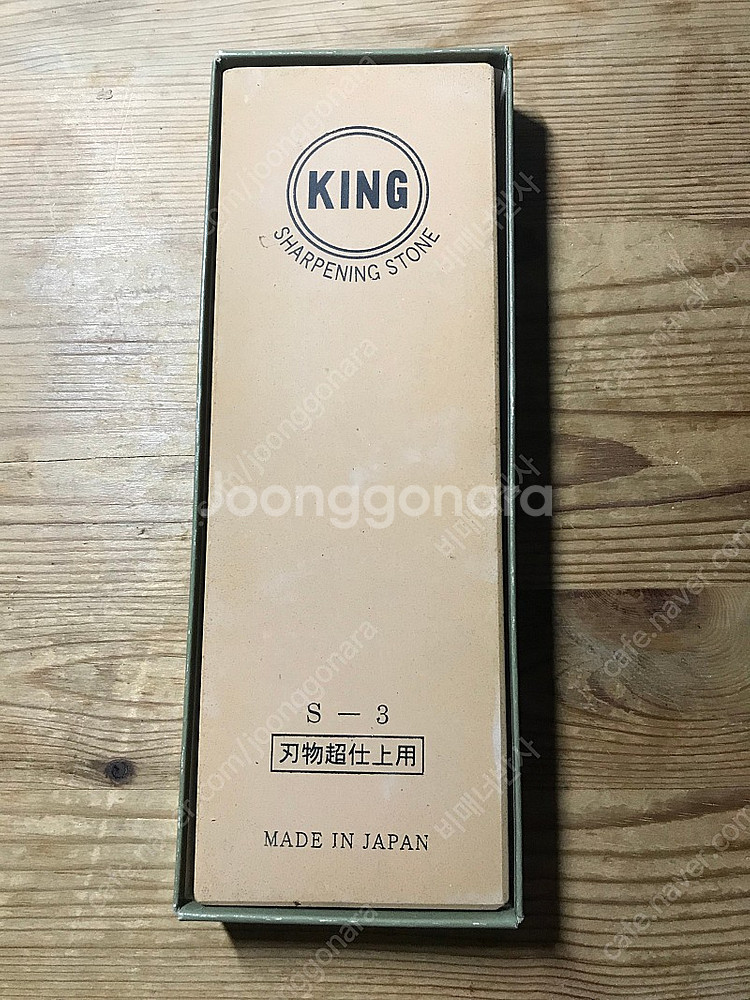 KING
SHARPENING STONE
Joonggonara
S — 3
刃物超仕上用
MADE IN JAPAN